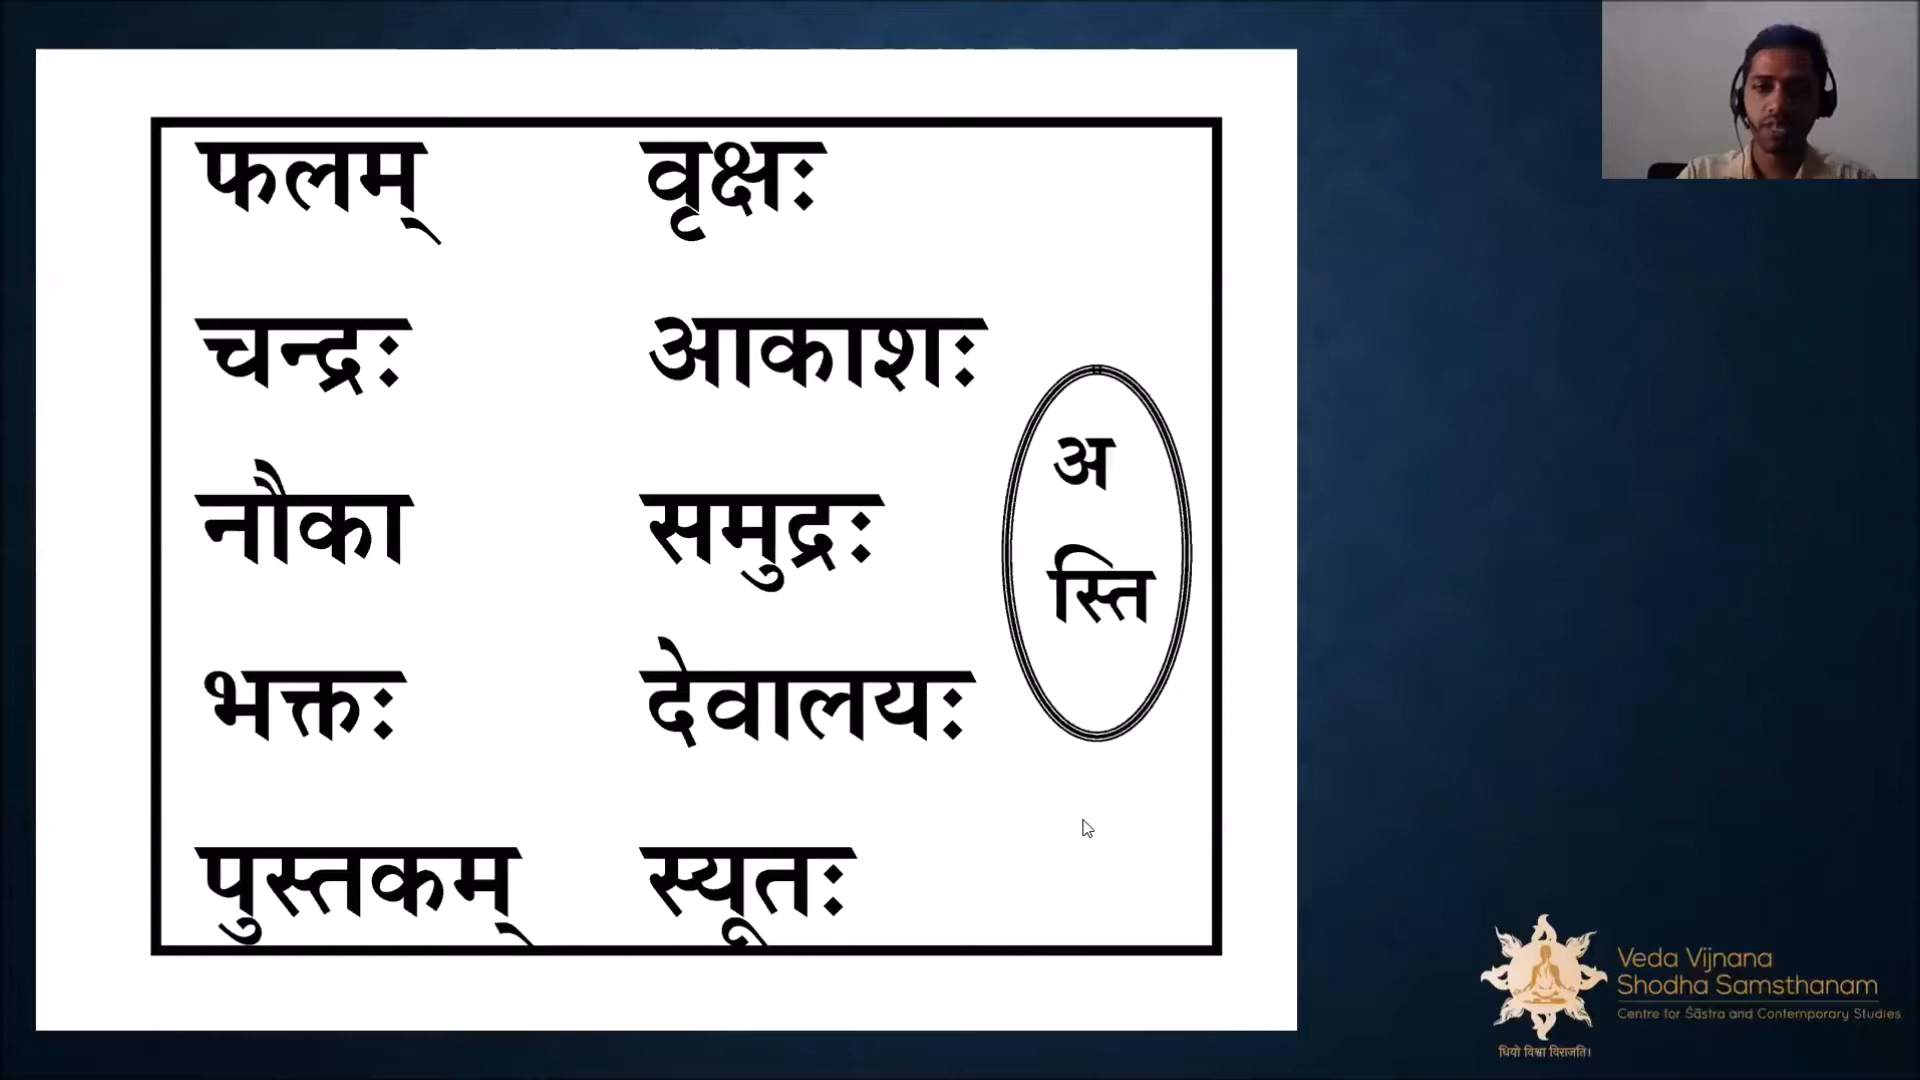 फलम् वृक्षः
चन्द्रः आकाशः
अ
नौका समुद्रः
स्ति
भक्तः देवालयः
पुस्तकम् स्यूतः
Veda Vijnana
Shodha Samsthanam
Centre for Śāstra and Contemporary Studies
धियो विश्वा विराजति।